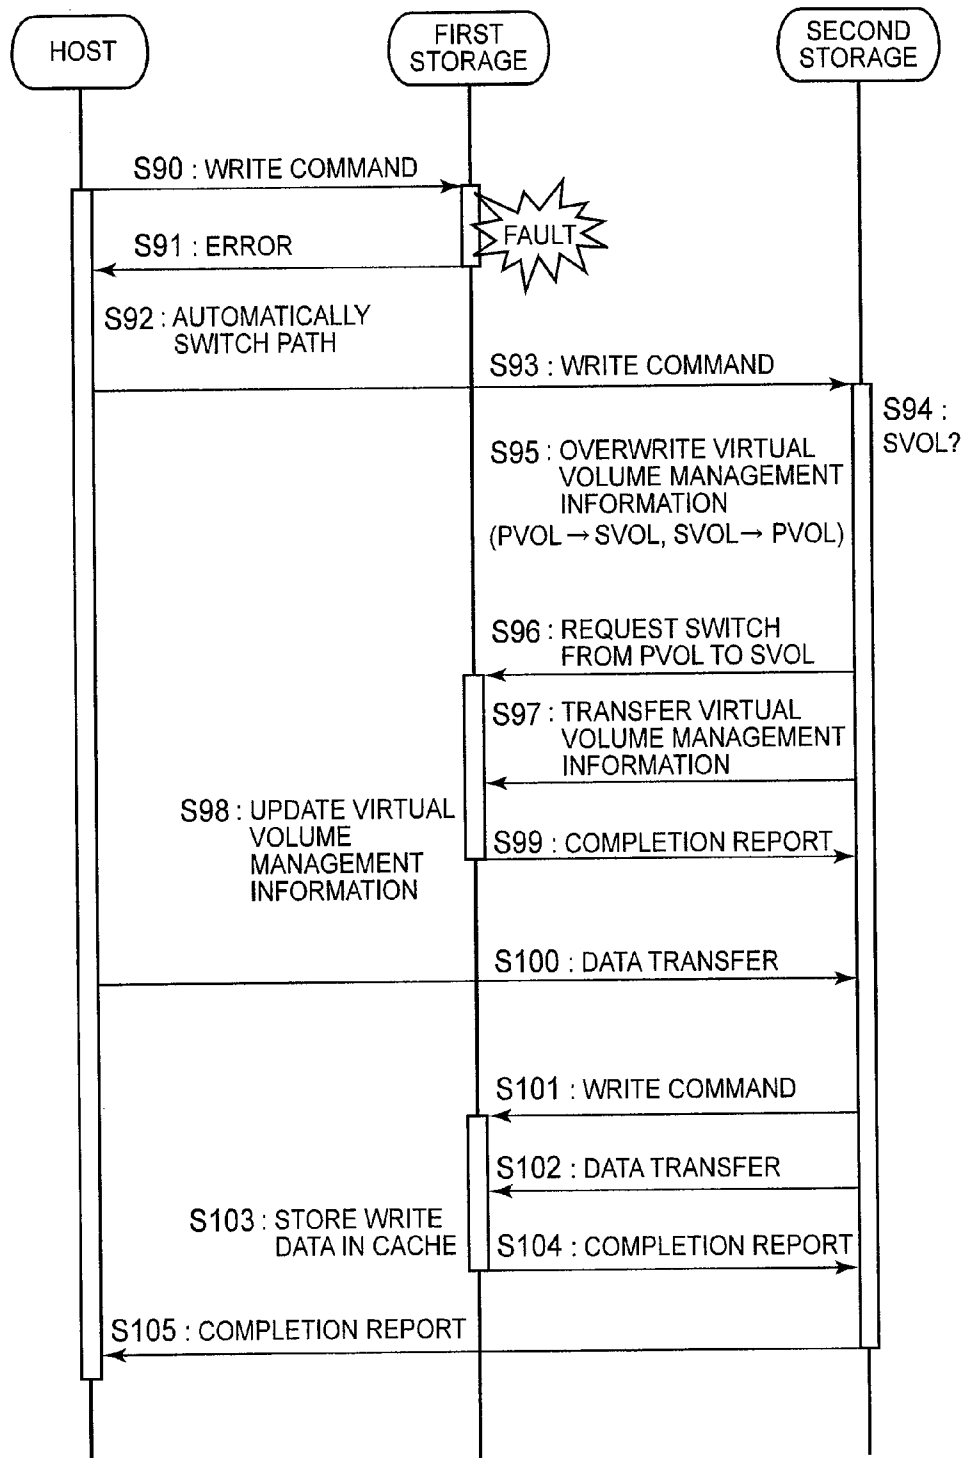 HOST
FIRST
STORAGE
SECOND
STORAGE
S90 : WRITE COMMAND
FAULT
S91 : ERROR
S92 : AUTOMATICALLY
SWITCH PATH
S93 : WRITE COMMAND
S94 :
SVOL?
S95 : OVERWRITE VIRTUAL
VOLUME MANAGEMENT
INFORMATION
(PVOL → SVOL, SVOL → PVOL)
S96 : REQUEST SWITCH
FROM PVOL TO SVOL
S97 : TRANSFER VIRTUAL
VOLUME MANAGEMENT
INFORMATION
S98 : UPDATE VIRTUAL
VOLUME
MANAGEMENT
INFORMATION
S99 : COMPLETION REPORT
S100 : DATA TRANSFER
S101 : WRITE COMMAND
S102 : DATA TRANSFER
S103 : STORE WRITE
DATA IN CACHE
S104 : COMPLETION REPORT
S105 : COMPLETION REPORT